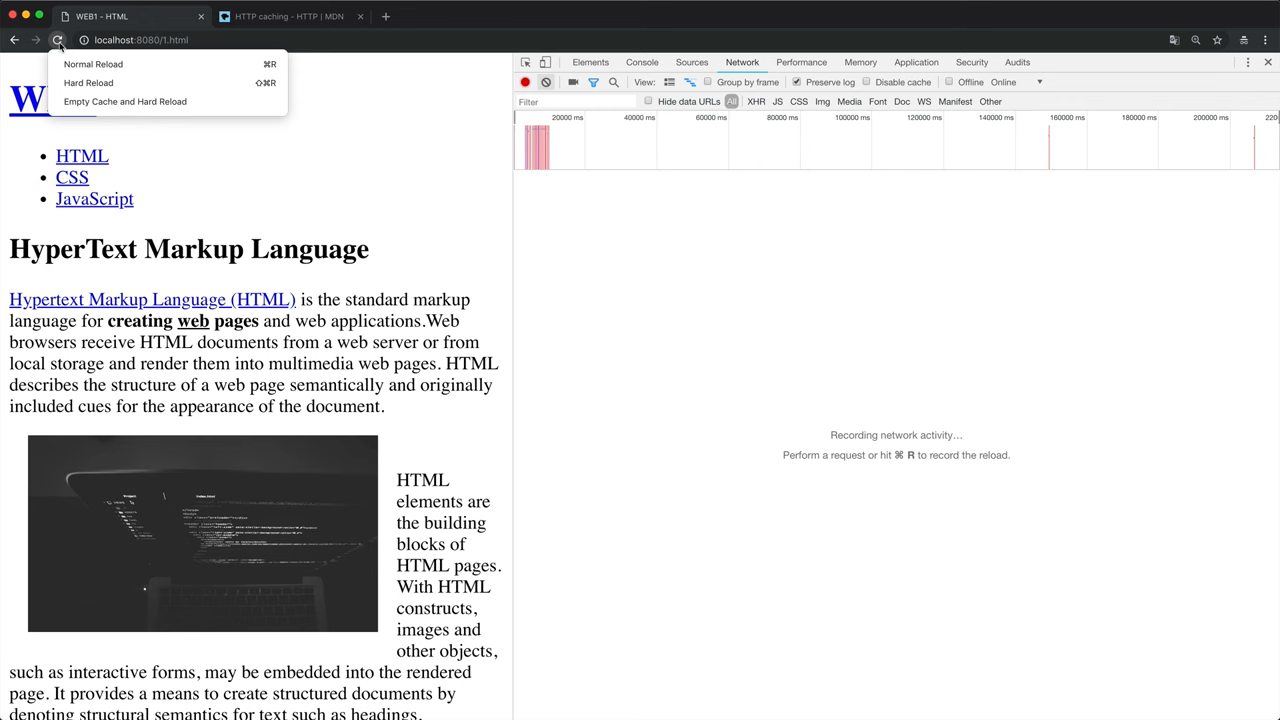 WEB1 - HTML
HTTP caching - HTTP | MDN
localhost:8080/1.html
Normal Reload ⌘R
Hard Reload ⇧⌘R
Empty Cache and Hard Reload
W
HTML
CSS
JavaScript
HyperText Markup Language
Hypertext Markup Language (HTML) is the standard markup
language for creating web pages and web applications.Web
browsers receive HTML documents from a web server or from
local storage and render them into multimedia web pages. HTML
describes the structure of a web page semantically and originally
included cues for the appearance of the document.
HTML
elements are
the building
blocks of
HTML pages.
With HTML
constructs,
images and
other objects,
such as interactive forms, may be embedded into the rendered
page. It provides a means to create structured documents by
denoting structural semantics for text such as headings,
Elements Console Sources Network Performance Memory Application Security Audits
View: Group by frame Preserve log Disable cache Offline Online
Filter Hide data URLs All XHR JS CSS Img Media Font Doc WS Manifest Other
20000 ms 40000 ms 60000 ms 80000 ms 100000 ms 120000 ms 140000 ms 160000 ms 180000 ms 200000 ms 220
Recording network activity…
Perform a request or hit ⌘ R to record the reload.